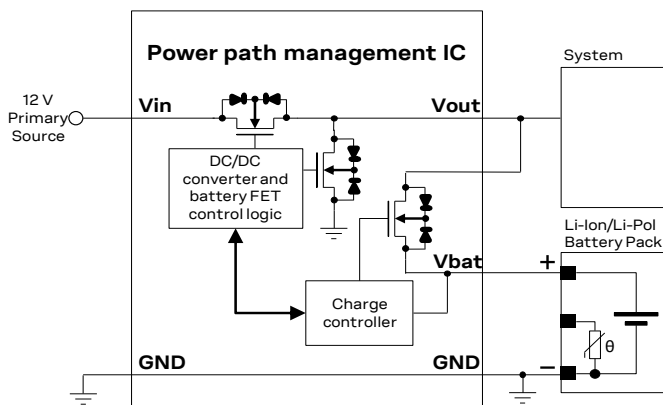 Power path management IC
System
12 V
Primary
Source
Vin
Vout
DC/DC
converter and
battery FET
control logic
Li-Ion/Li-Pol
Battery Pack
Vbat
+
Charge
controller
θ
GND
GND
–